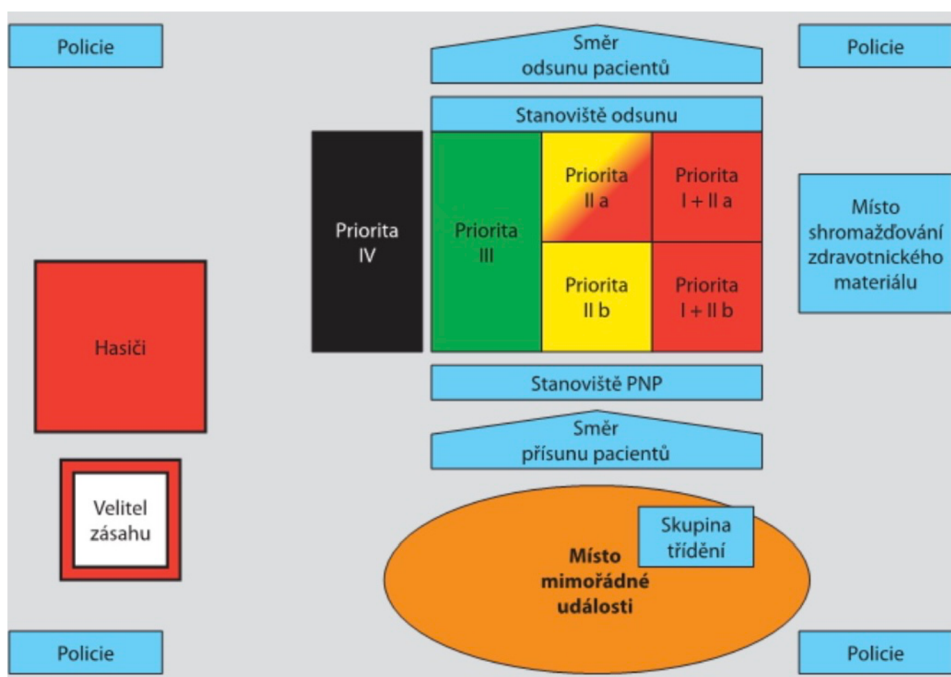 Policie
Směr
odsunu pacientů
Policie
Stanoviště odsunu
Priorita
IV
Priorita
III
Priorita
II a
Priorita
I + II a
Místo
shromažďování
zdravotnického
materiálu
Priorita
II b
Priorita
I + II b
Hasiči
Stanoviště PNP
Směr
přísunu pacientů
Velitel
zásahu
Skupina
třídění
Místo
mimořádné
události
Policie
Policie